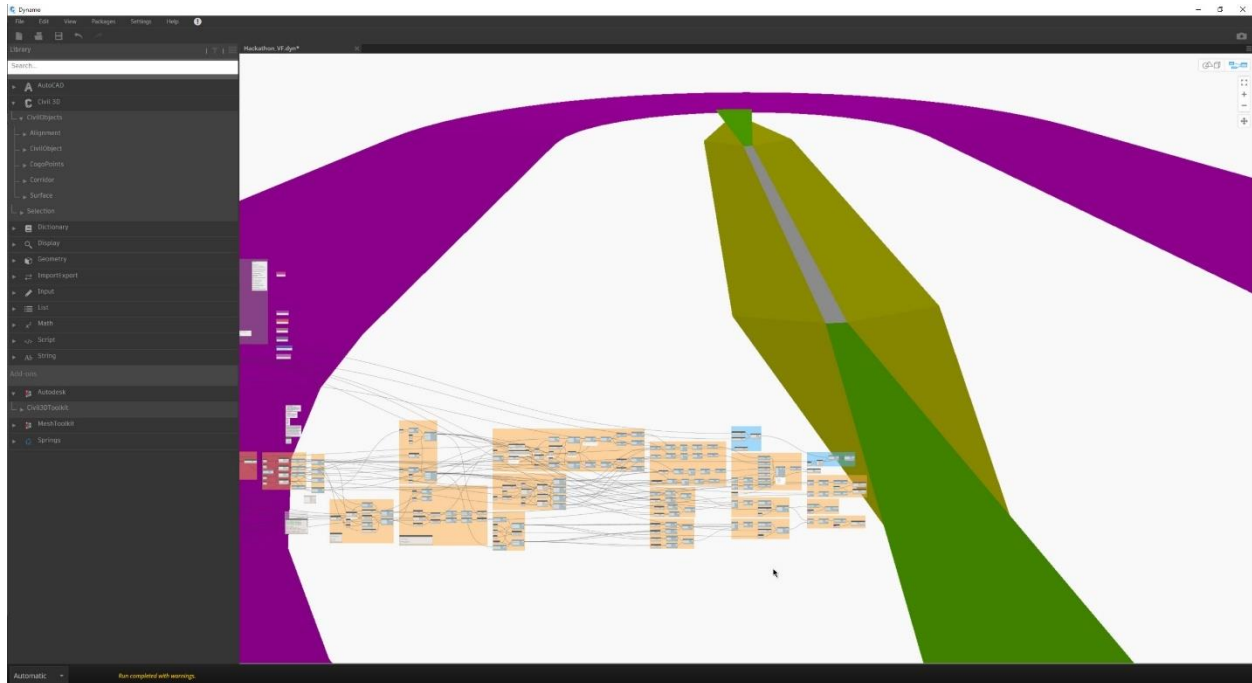 Dynamo
File Edit View Packages Settings Help
Library
Hackathon_VF.dyn*
Search...
AutoCAD
Civil 3D
CivilObjects
Alignment
CivilObject
CogoPoints
Corridor
Surface
Selection
Dictionary
Display
Geometry
ImportExport
Input
List
Math
Script
String
Add-ons
Autodesk
Civil3DToolkit
MeshToolkit
Springs
Automatic
Run completed with warnings.